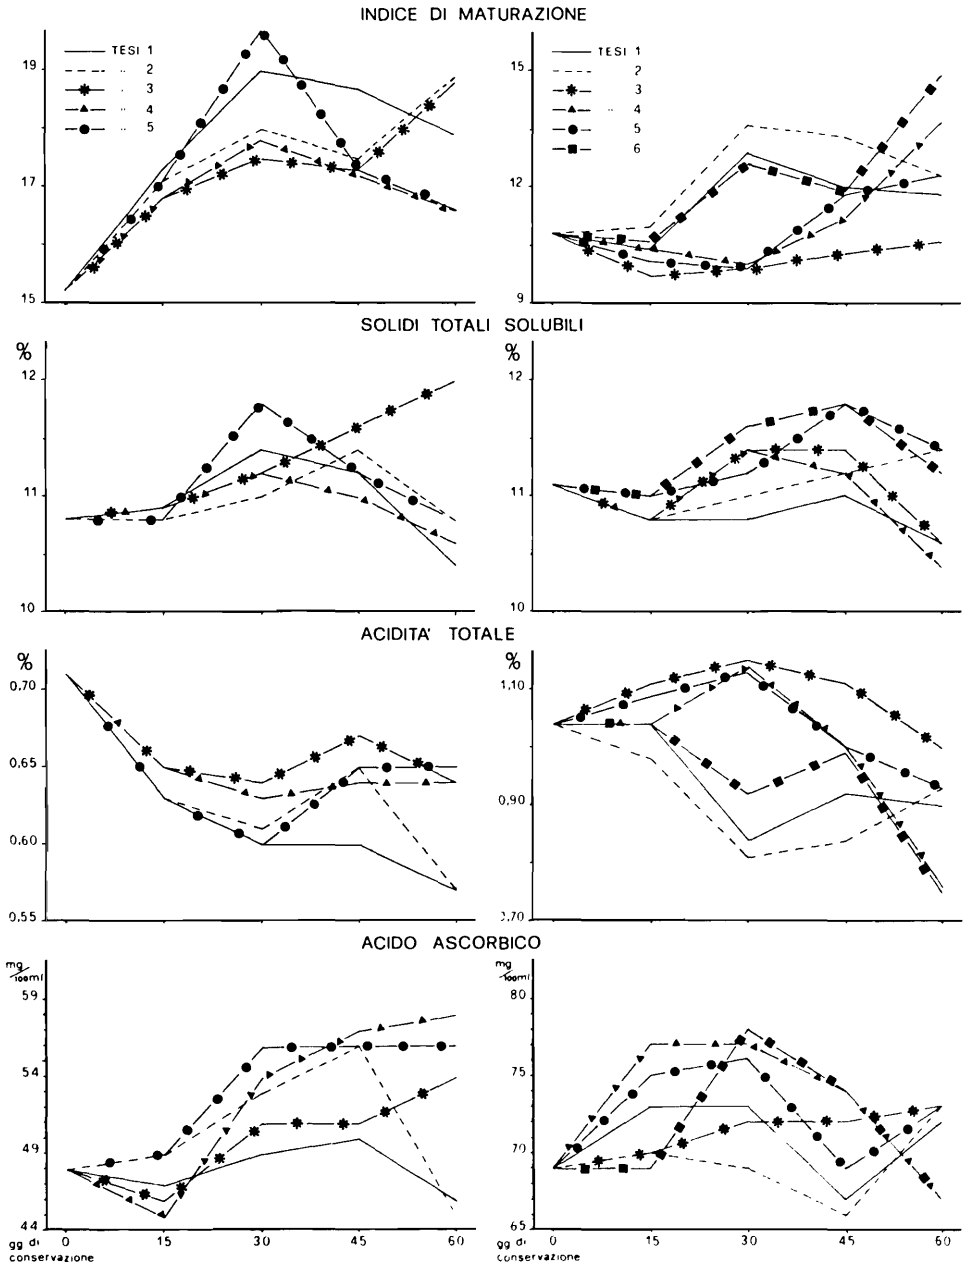 INDICE DI MATURAZIONE
19
17
16
15
TESI 1
" 2
" 3
" 4
" 5
15
12
9
TESI 1
2
3
" 4
5
6
SOLIDI TOTALI SOLUBILI
%
12
11
10
%
12
11
10
ACIDITA' TOTALE
%
0,70
0,65
0,60
0,55
%
1,10
0,90
0,70
ACIDO ASCORBICO
mg/100ml
59
54
49
44
mg/100ml
80
75
70
65
0 15 30 45 60
gg di
conservazione
0 15 30 45 60
gg di
conservazione